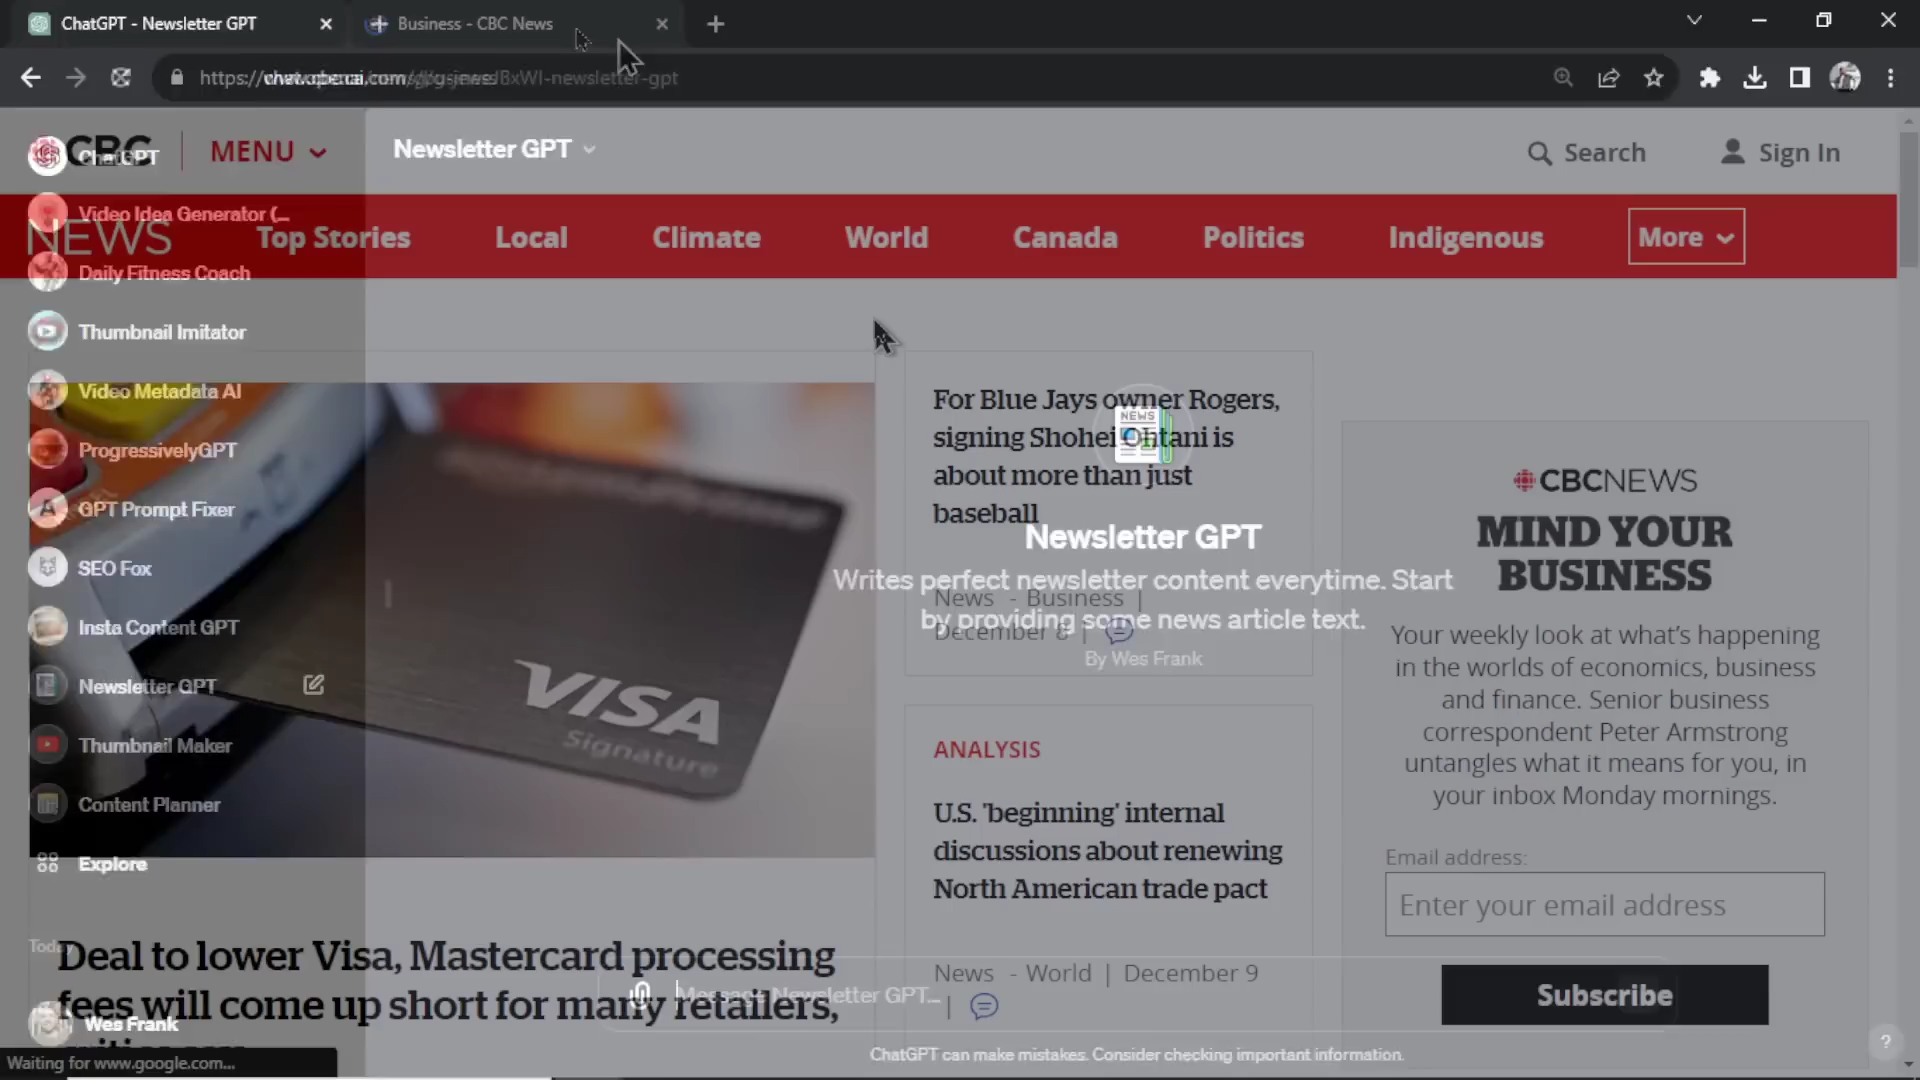 ChatGPT - Newsletter GPT
Business - CBC News
CBC
ChatGPT
MENU
Newsletter GPT
Search
Sign In
NEWS
Top Stories
Local
Climate
World
Canada
Politics
Indigenous
More
Video Idea Generator (_
Daily Fitness Coach
Thumbnail Imitator
Video Metadata AI
ProgressivelyGPT
GPT Prompt Fixer
SEO Fox
Insta Content GPT
Newsletter GPT
Thumbnail Maker
Content Planner
Explore
Wes Frank
VISA
Signature
Deal to lower Visa, Mastercard processing
fees will come up short for many retailers,
For Blue Jays owner Rogers,
signing Shohei Ohtani is
about more than just
baseball
News - Business |
December 8 |
NEWS
Newsletter GPT
Writes perfect newsletter content everytime. Start
by providing some news article text.
By Wes Frank
ANALYSIS
U.S. 'beginning' internal
discussions about renewing
North American trade pact
News - World | December 9
|
CBCNEWS
MIND YOUR
BUSINESS
Your weekly look at what's happening
in the worlds of economics, business
and finance. Senior business
correspondent Peter Armstrong
untangles what it means for you, in
your inbox Monday mornings.
Email address:
Enter your email address
Subscribe
Message Newsletter GPT...
ChatGPT can make mistakes. Consider checking important information.
?
Waiting for www.google.com...